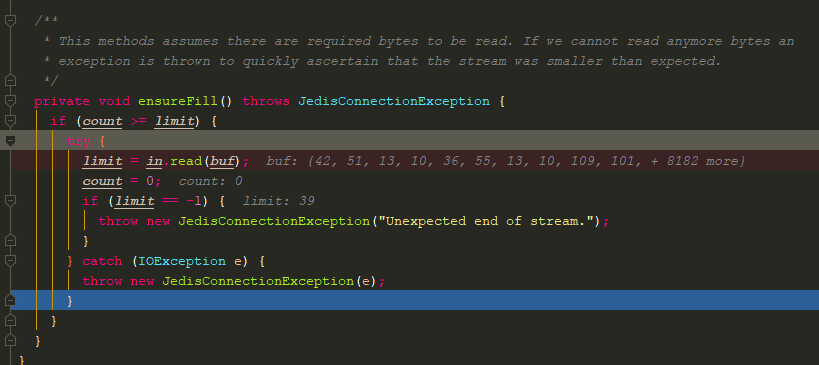 /**
 * This methods assumes there are required bytes to be read. If we cannot read anymore bytes an
 * exception is thrown to quickly ascertain that the stream was smaller than expected.
 */
private void ensureFill() throws JedisConnectionException {
  if (count >= limit) {
    try {
      limit = in.read(buf);  buf: {42, 51, 13, 10, 36, 55, 13, 10, 109, 101, + 8182 more}
      count = 0;  count: 0
      if (limit == -1) {  limit: 39
        throw new JedisConnectionException("Unexpected end of stream.");
      }
    } catch (IOException e) {
      throw new JedisConnectionException(e);
    }
  }
}
}